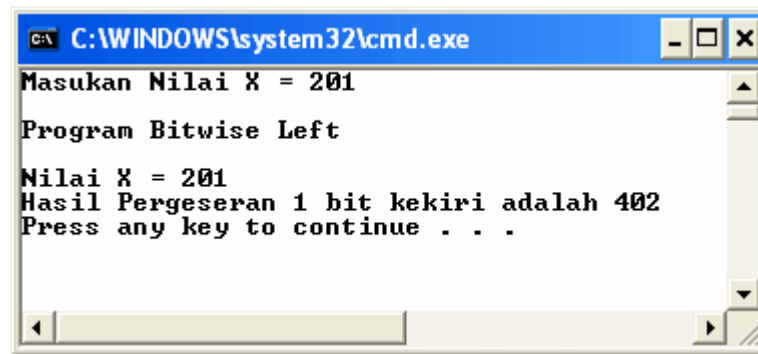 C:\WINDOWS\system32\cmd.exe
Masukan Nilai X = 201
Program Bitwise Left
Nilai X = 201
Hasil Pergeseran 1 bit kekiri adalah 402
Press any key to continue . . .